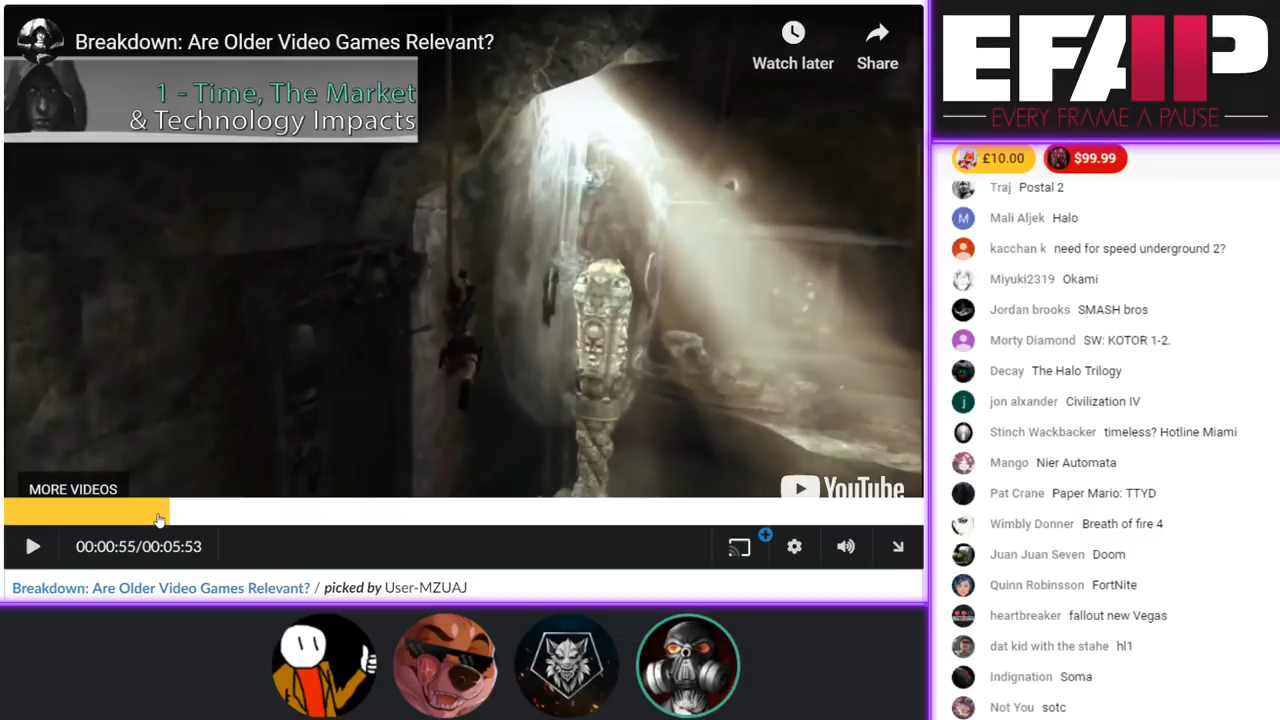 Breakdown: Are Older Video Games Relevant?
Watch later
Share
1 - Time, The Market
& Technology Impacts
MORE VIDEOS
YouTube
00:00:55/00:05:53
Breakdown: Are Older Video Games Relevant? / picked by User-MZUAJ
EFAP
EVERY FRAME A PAUSE
£10.00
$99.99
Traj Postal 2
M
Mali Aljek Halo
kacchan k need for speed underground 2?
Miyuki2319 Okami
Jordan brooks SMASH bros
Morty Diamond SW: KOTOR 1-2.
Decay The Halo Trilogy
j
jon alxander Civilization IV
Stinch Wackbacker timeless? Hotline Miami
Mango Nier Automata
Pat Crane Paper Mario: TTYD
Wimbly Donner Breath of fire 4
Juan Juan Seven Doom
Quinn Robinsson FortNite
heartbreaker fallout new Vegas
dat kid with the stahe hl1
Indignation Soma
Not You sotc